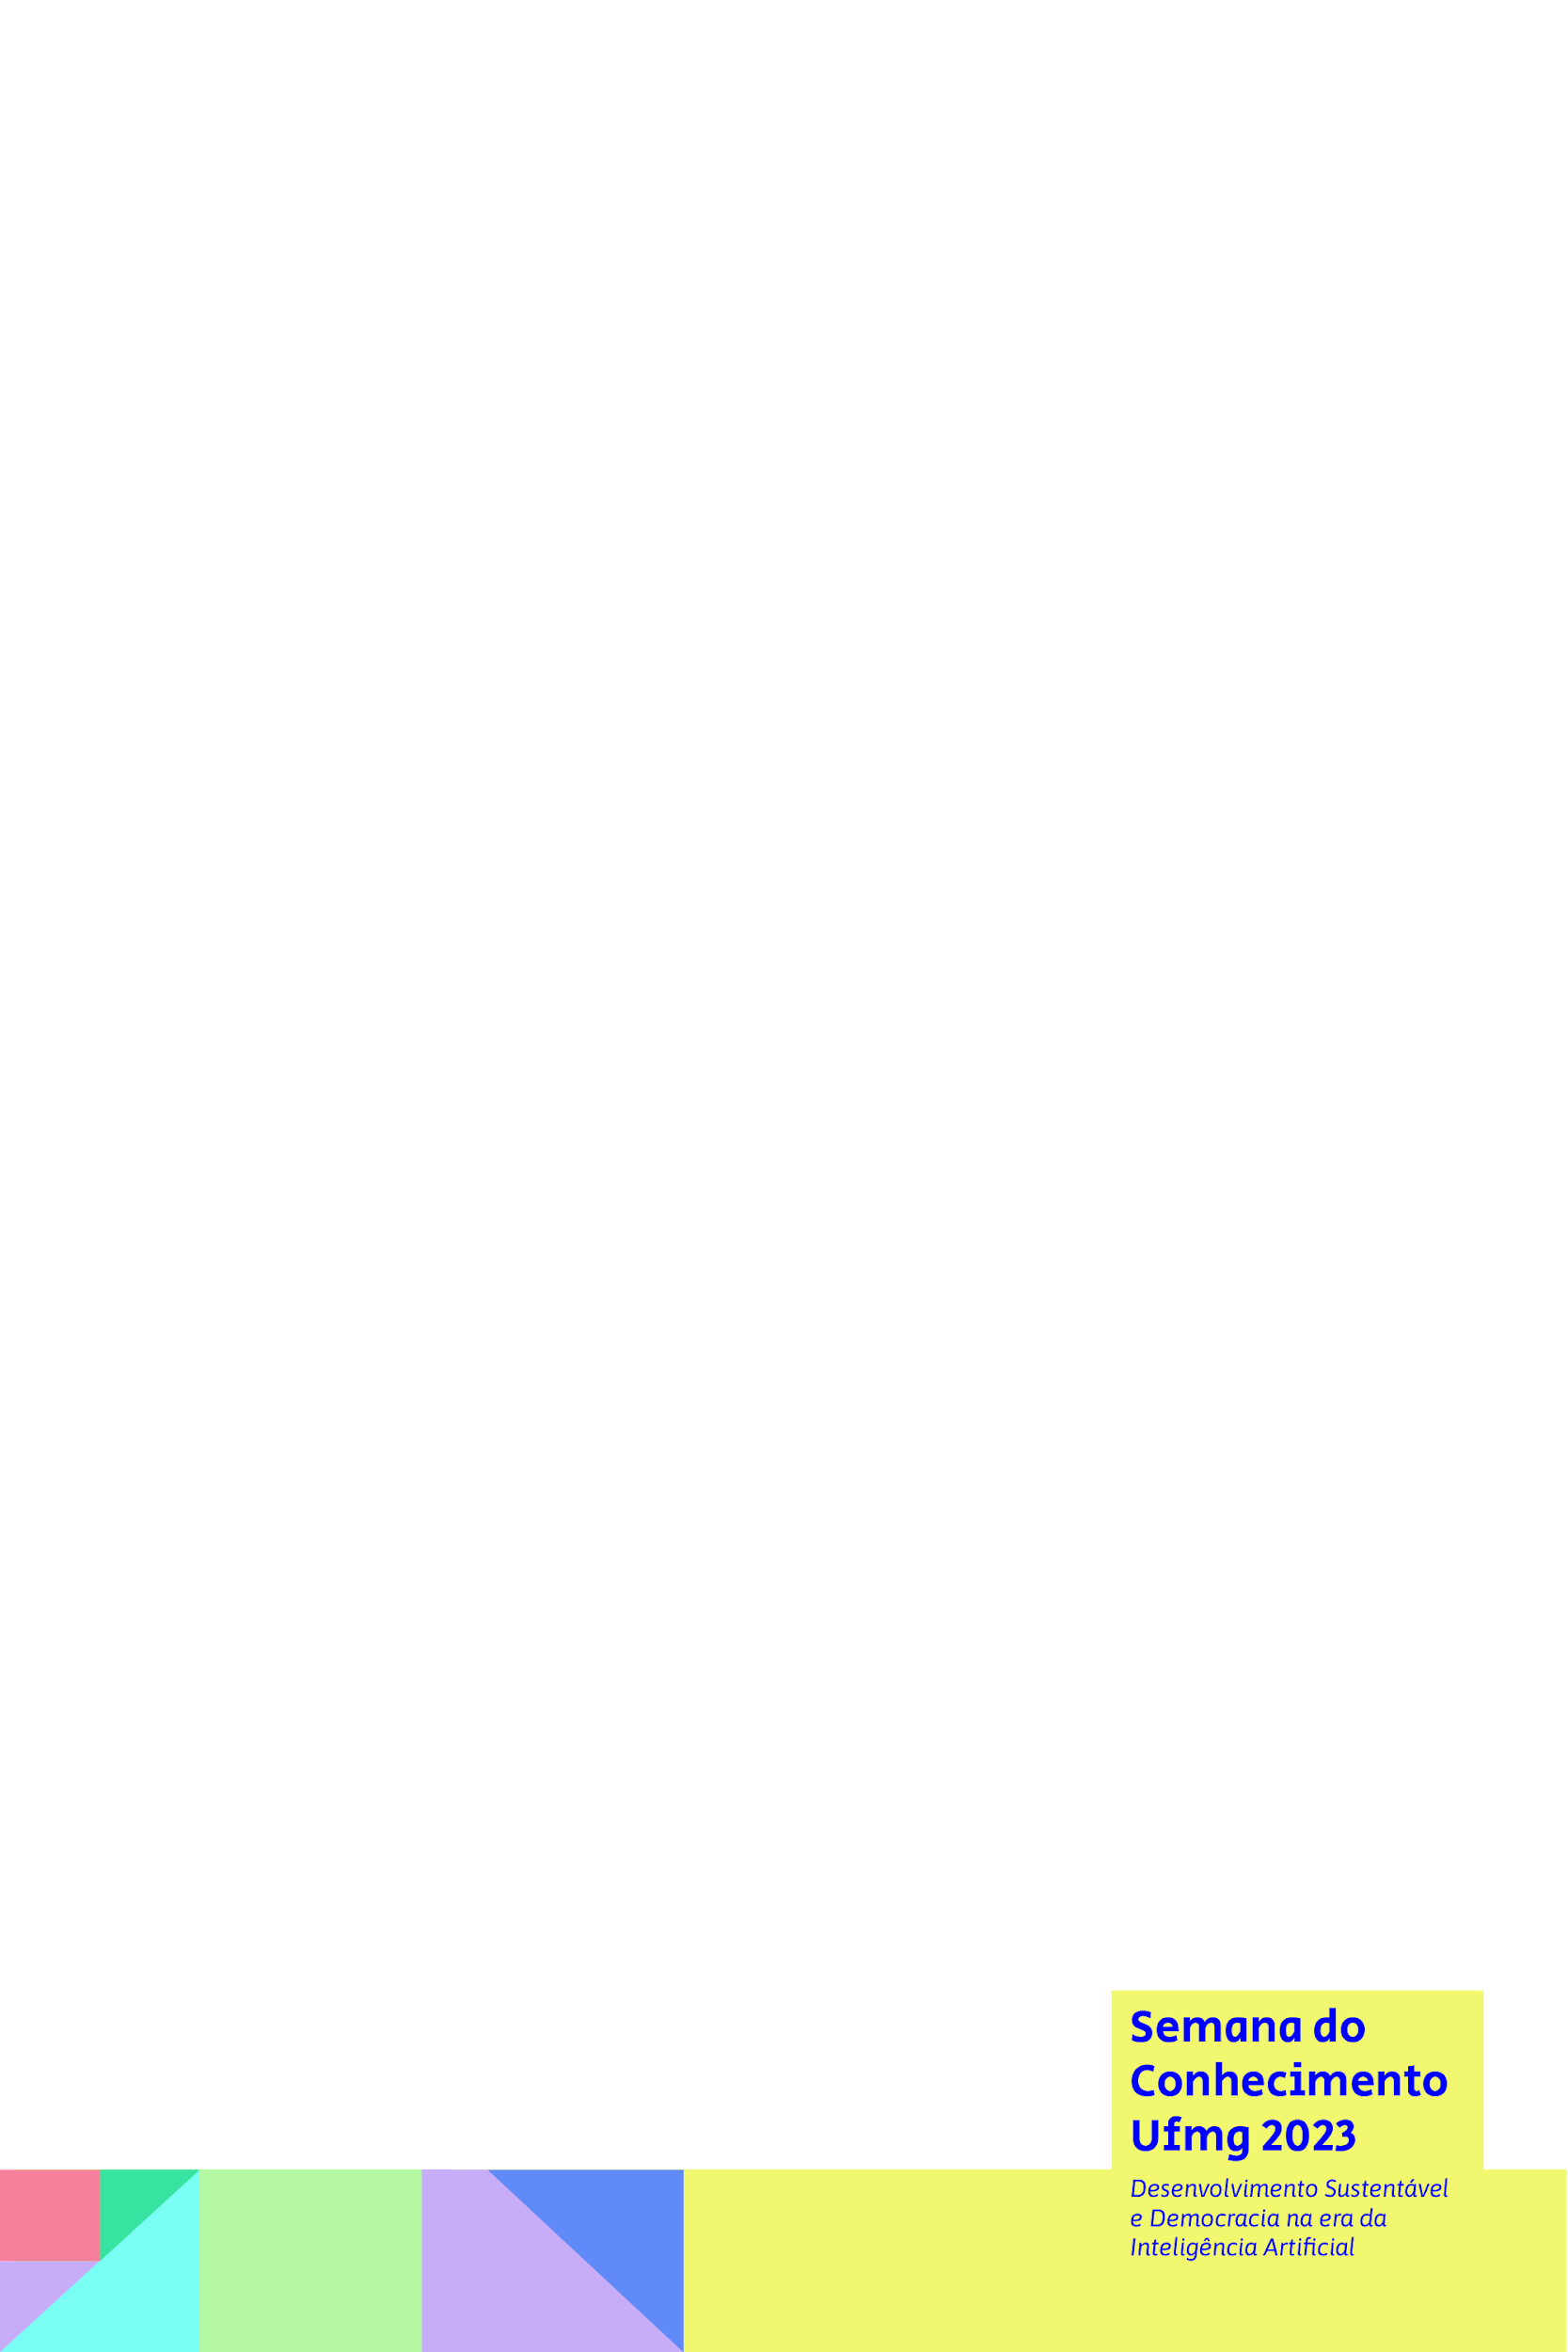 Semana do
Conhecimento
Ufmg 2023
Desenvolvimento Sustentável
e Democracia na era da
Inteligência Artificial